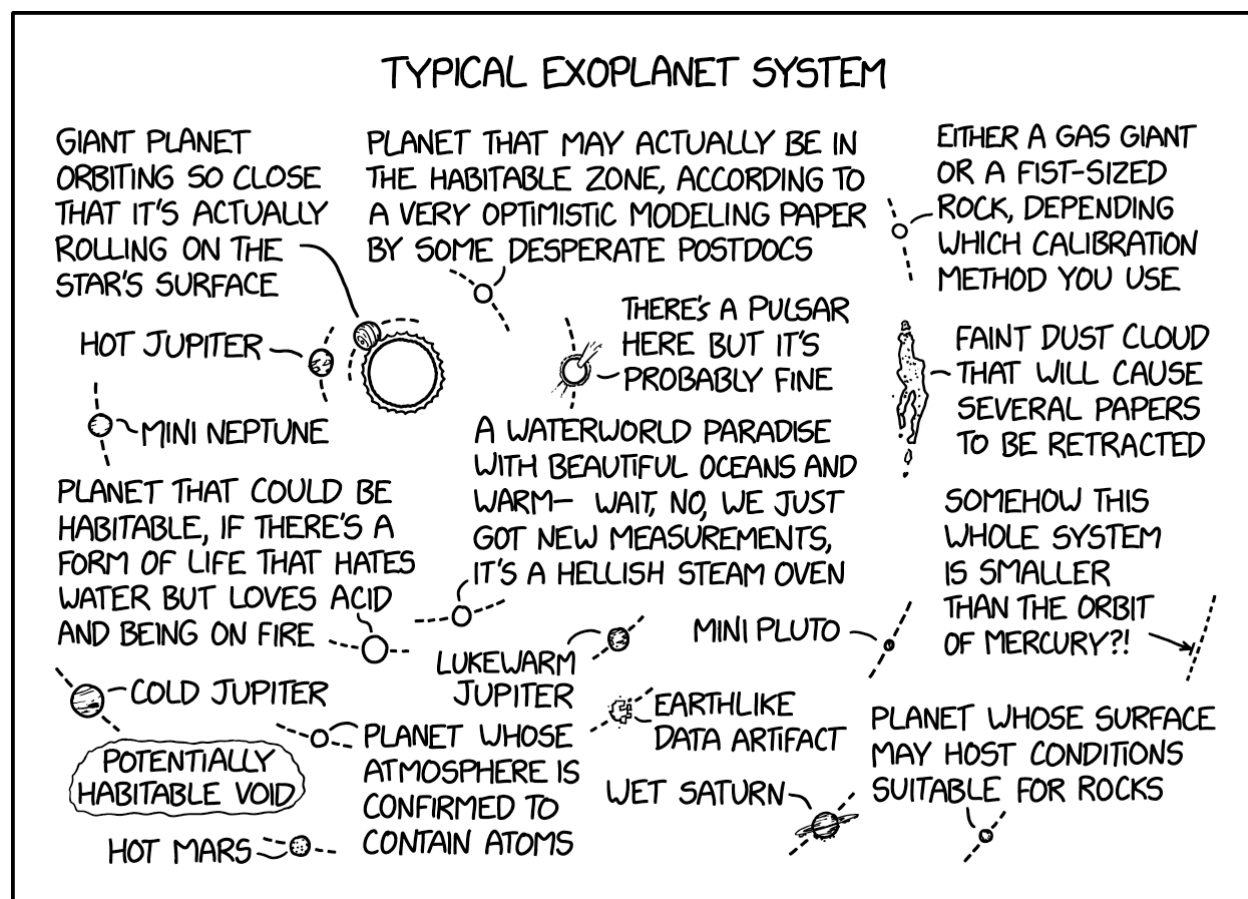 TYPICAL EXOPLANET SYSTEM
GIANT PLANET
ORBITING SO CLOSE
THAT IT'S ACTUALLY
ROLLING ON THE
STAR'S SURFACE
PLANET THAT MAY ACTUALLY BE IN
THE HABITABLE ZONE, ACCORDING TO
A VERY OPTIMISTIC MODELING PAPER
BY SOME DESPERATE POSTDOCS
EITHER A GAS GIANT
OR A FIST-SIZED
ROCK, DEPENDING
WHICH CALIBRATION
METHOD YOU USE
HOT JUPITER
THERE'S A PULSAR
HERE BUT IT'S
PROBABLY FINE
FAINT DUST CLOUD
THAT WILL CAUSE
SEVERAL PAPERS
TO BE RETRACTED
MINI NEPTUNE
A WATERWORLD PARADISE
WITH BEAUTIFUL OCEANS AND
WARM— WAIT, NO, WE JUST
GOT NEW MEASUREMENTS,
IT'S A HELLISH STEAM OVEN
PLANET THAT COULD BE
HABITABLE, IF THERE'S A
FORM OF LIFE THAT HATES
WATER BUT LOVES ACID
AND BEING ON FIRE
SOMEHOW THIS
WHOLE SYSTEM
IS SMALLER
THAN THE ORBIT
OF MERCURY?!
LUKEWARM
JUPITER
MINI PLUTO
COLD JUPITER
EARTHLIKE
DATA ARTIFACT
PLANET WHOSE
ATMOSPHERE IS
CONFIRMED TO
CONTAIN ATOMS
PLANET WHOSE SURFACE
MAY HOST CONDITIONS
SUITABLE FOR ROCKS
POTENTIALLY
HABITABLE VOID
WET SATURN
HOT MARS